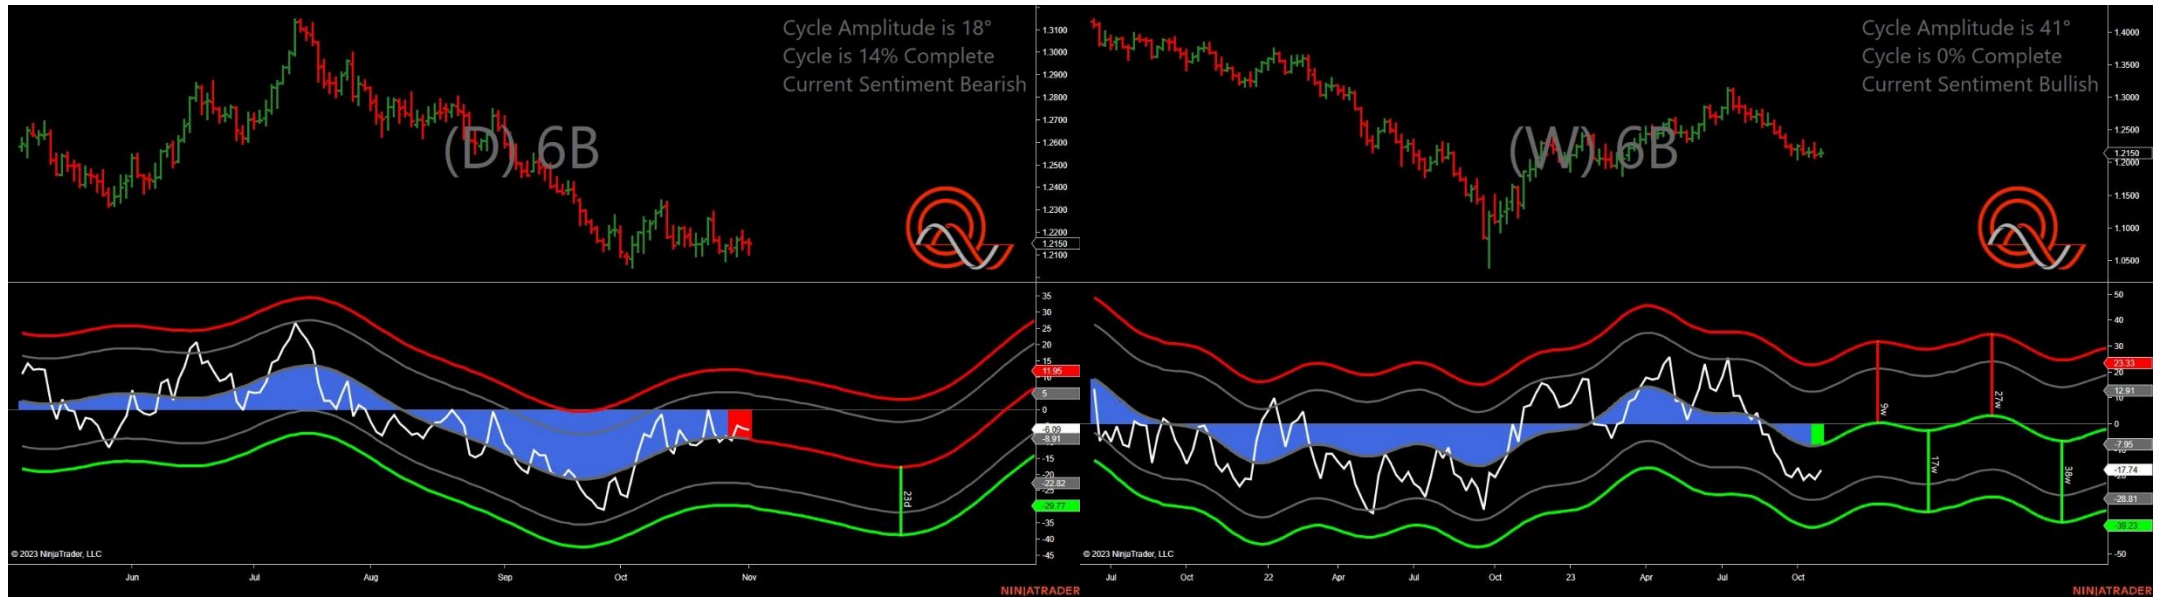 Cycle Amplitude is 18°
Cycle is 14% Complete
Current Sentiment Bearish
(D) 6B
1.3100
1.3000
1.2900
1.2800
1.2700
1.2600
1.2500
1.2400
1.2300
1.2200
1.2150
1.2100
35
30
25
20
15
11.95
10
5
0
-6.09
-8.91
-15
-20
-22.82
-25
-29.77
-35
-40
-45
23d
© 2023 NinjaTrader, LLC
Jun Jul Aug Sep Oct Nov
NINJATRADER
Cycle Amplitude is 41°
Cycle is 0% Complete
Current Sentiment Bullish
(W) 6B
1.4000
1.3500
1.3000
1.2500
1.2150
1.2000
1.1500
1.1000
1.0500
50
40
30
23.33
20
12.91
10
0
-7.95
-17.74
-28.81
-39.23
-50
9w
17w
27w
38w
© 2023 NinjaTrader, LLC
Jul Oct 22 Apr Jul Oct 23 Apr Jul Oct
NINJATRADER